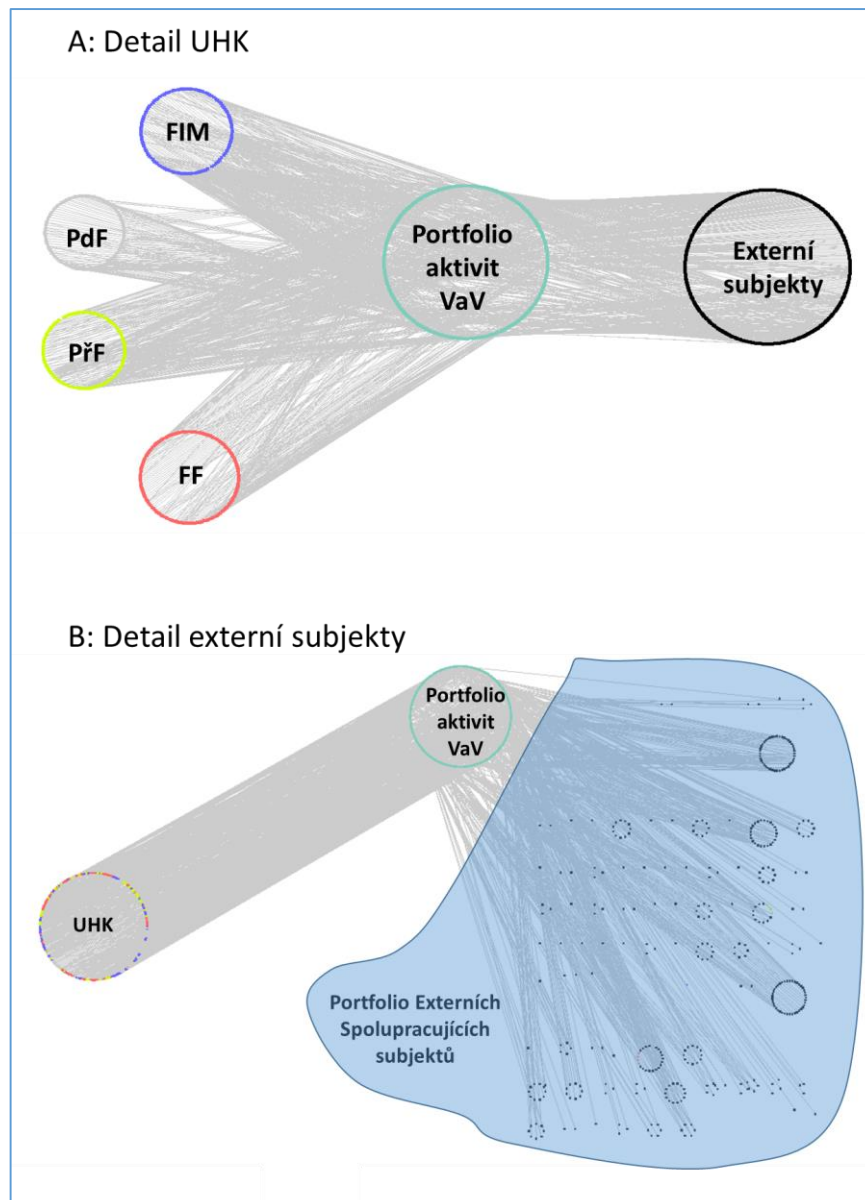 A: Detail UHK
FIM
PdF
PřF
FF
Portfolio
aktivit
VaV
Externí
subjekty
B: Detail externí subjekty
Portfolio
aktivit
VaV
UHK
Portfolio Externích
Spolupracujících
subjektů